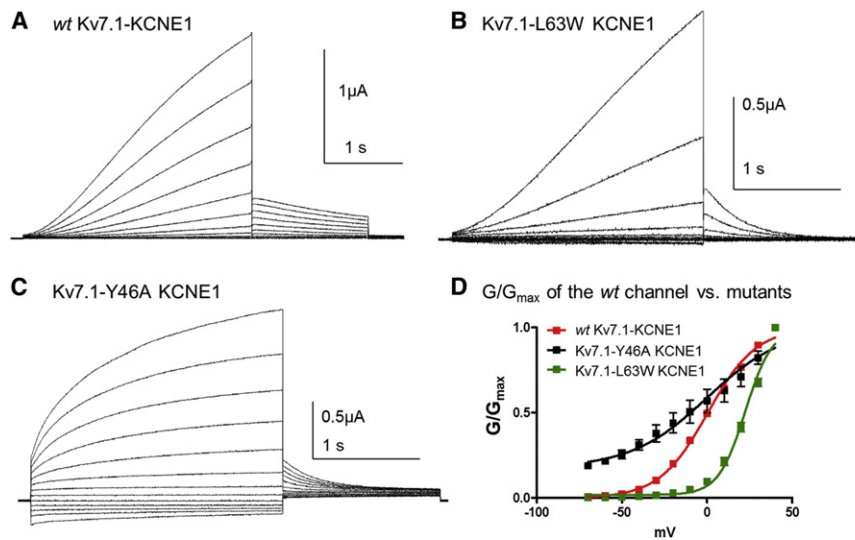 A
wt Kv7.1-KCNE1
1µA
1 s
B
Kv7.1-L63W KCNE1
0.5µA
1 s
C
Kv7.1-Y46A KCNE1
0.5µA
1 s
D
G/Gmax of the wt channel vs. mutants
wt Kv7.1-KCNE1
Kv7.1-Y46A KCNE1
Kv7.1-L63W KCNE1
G/Gmax
1.0
0.5
0.0
-100
-50
0
50
mV